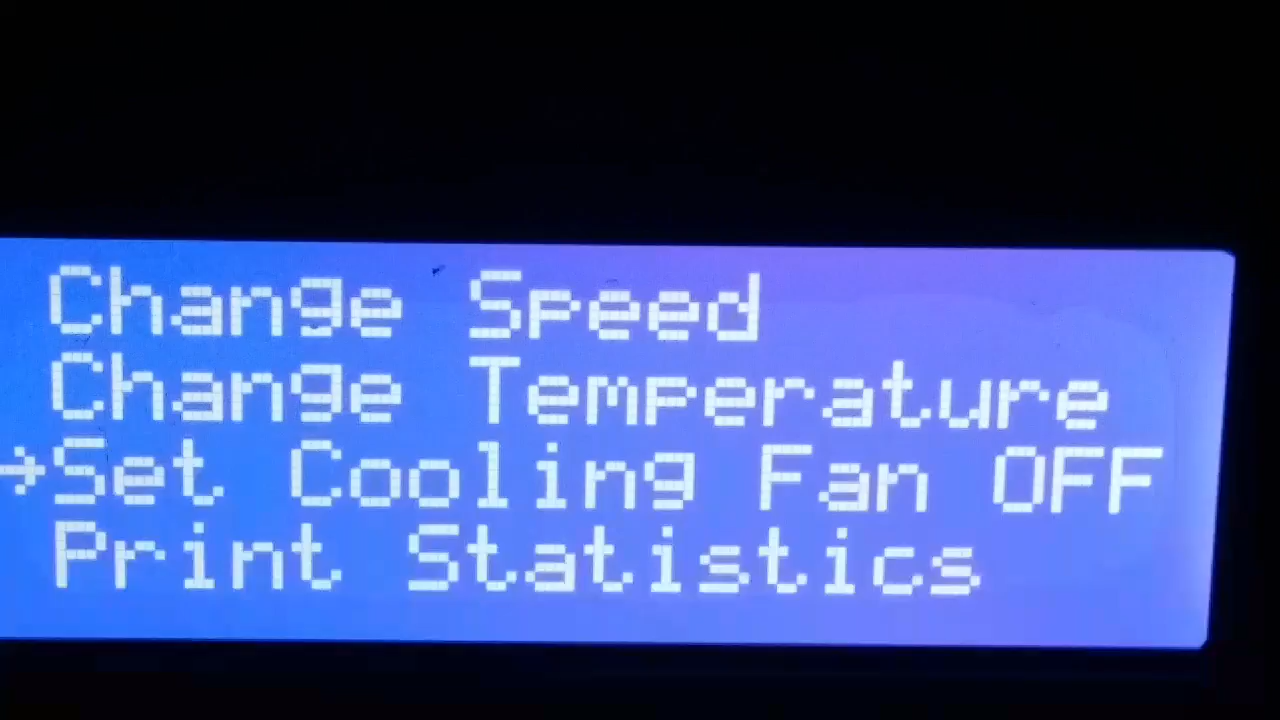 Change Speed
Change Temperature
→Set Cooling Fan OFF
Print Statistics